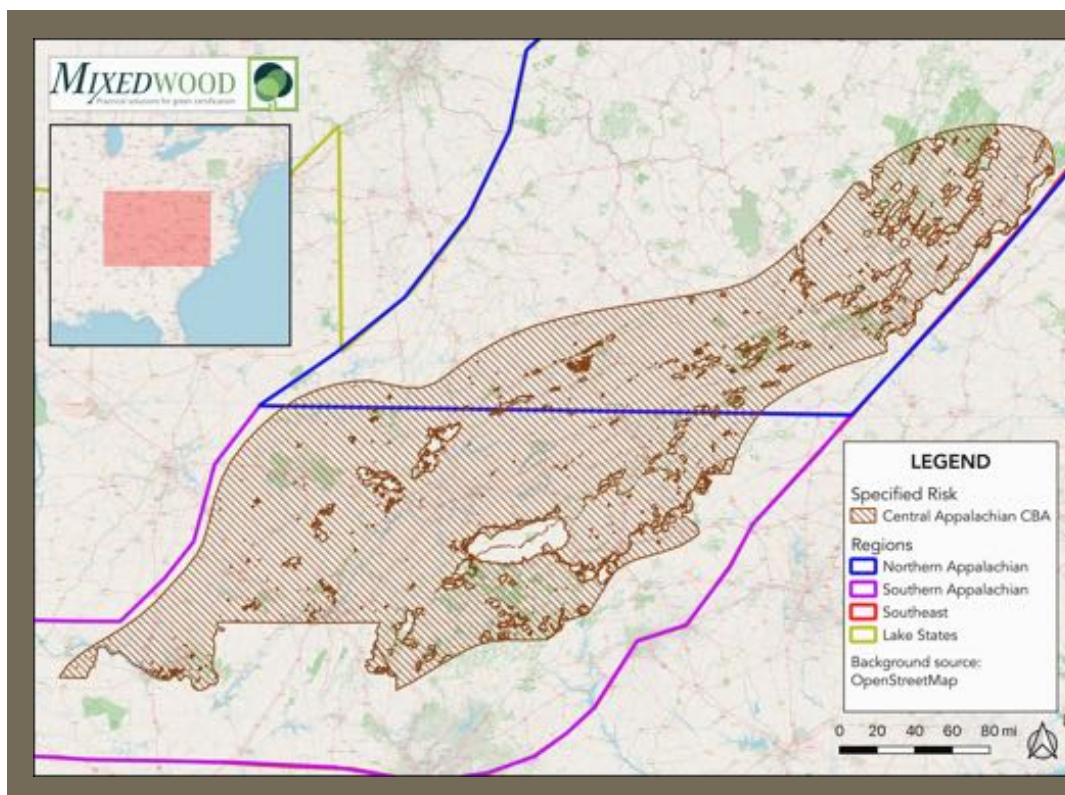 MIXEDWOOD
Practical solutions for green certification
LEGEND
Specified Risk
Central Appalachian CBA
Regions
Northern Appalachian
Southern Appalachian
Southeast
Lake States
Background source:
OpenStreetMap
0 20 40 60 80 mi